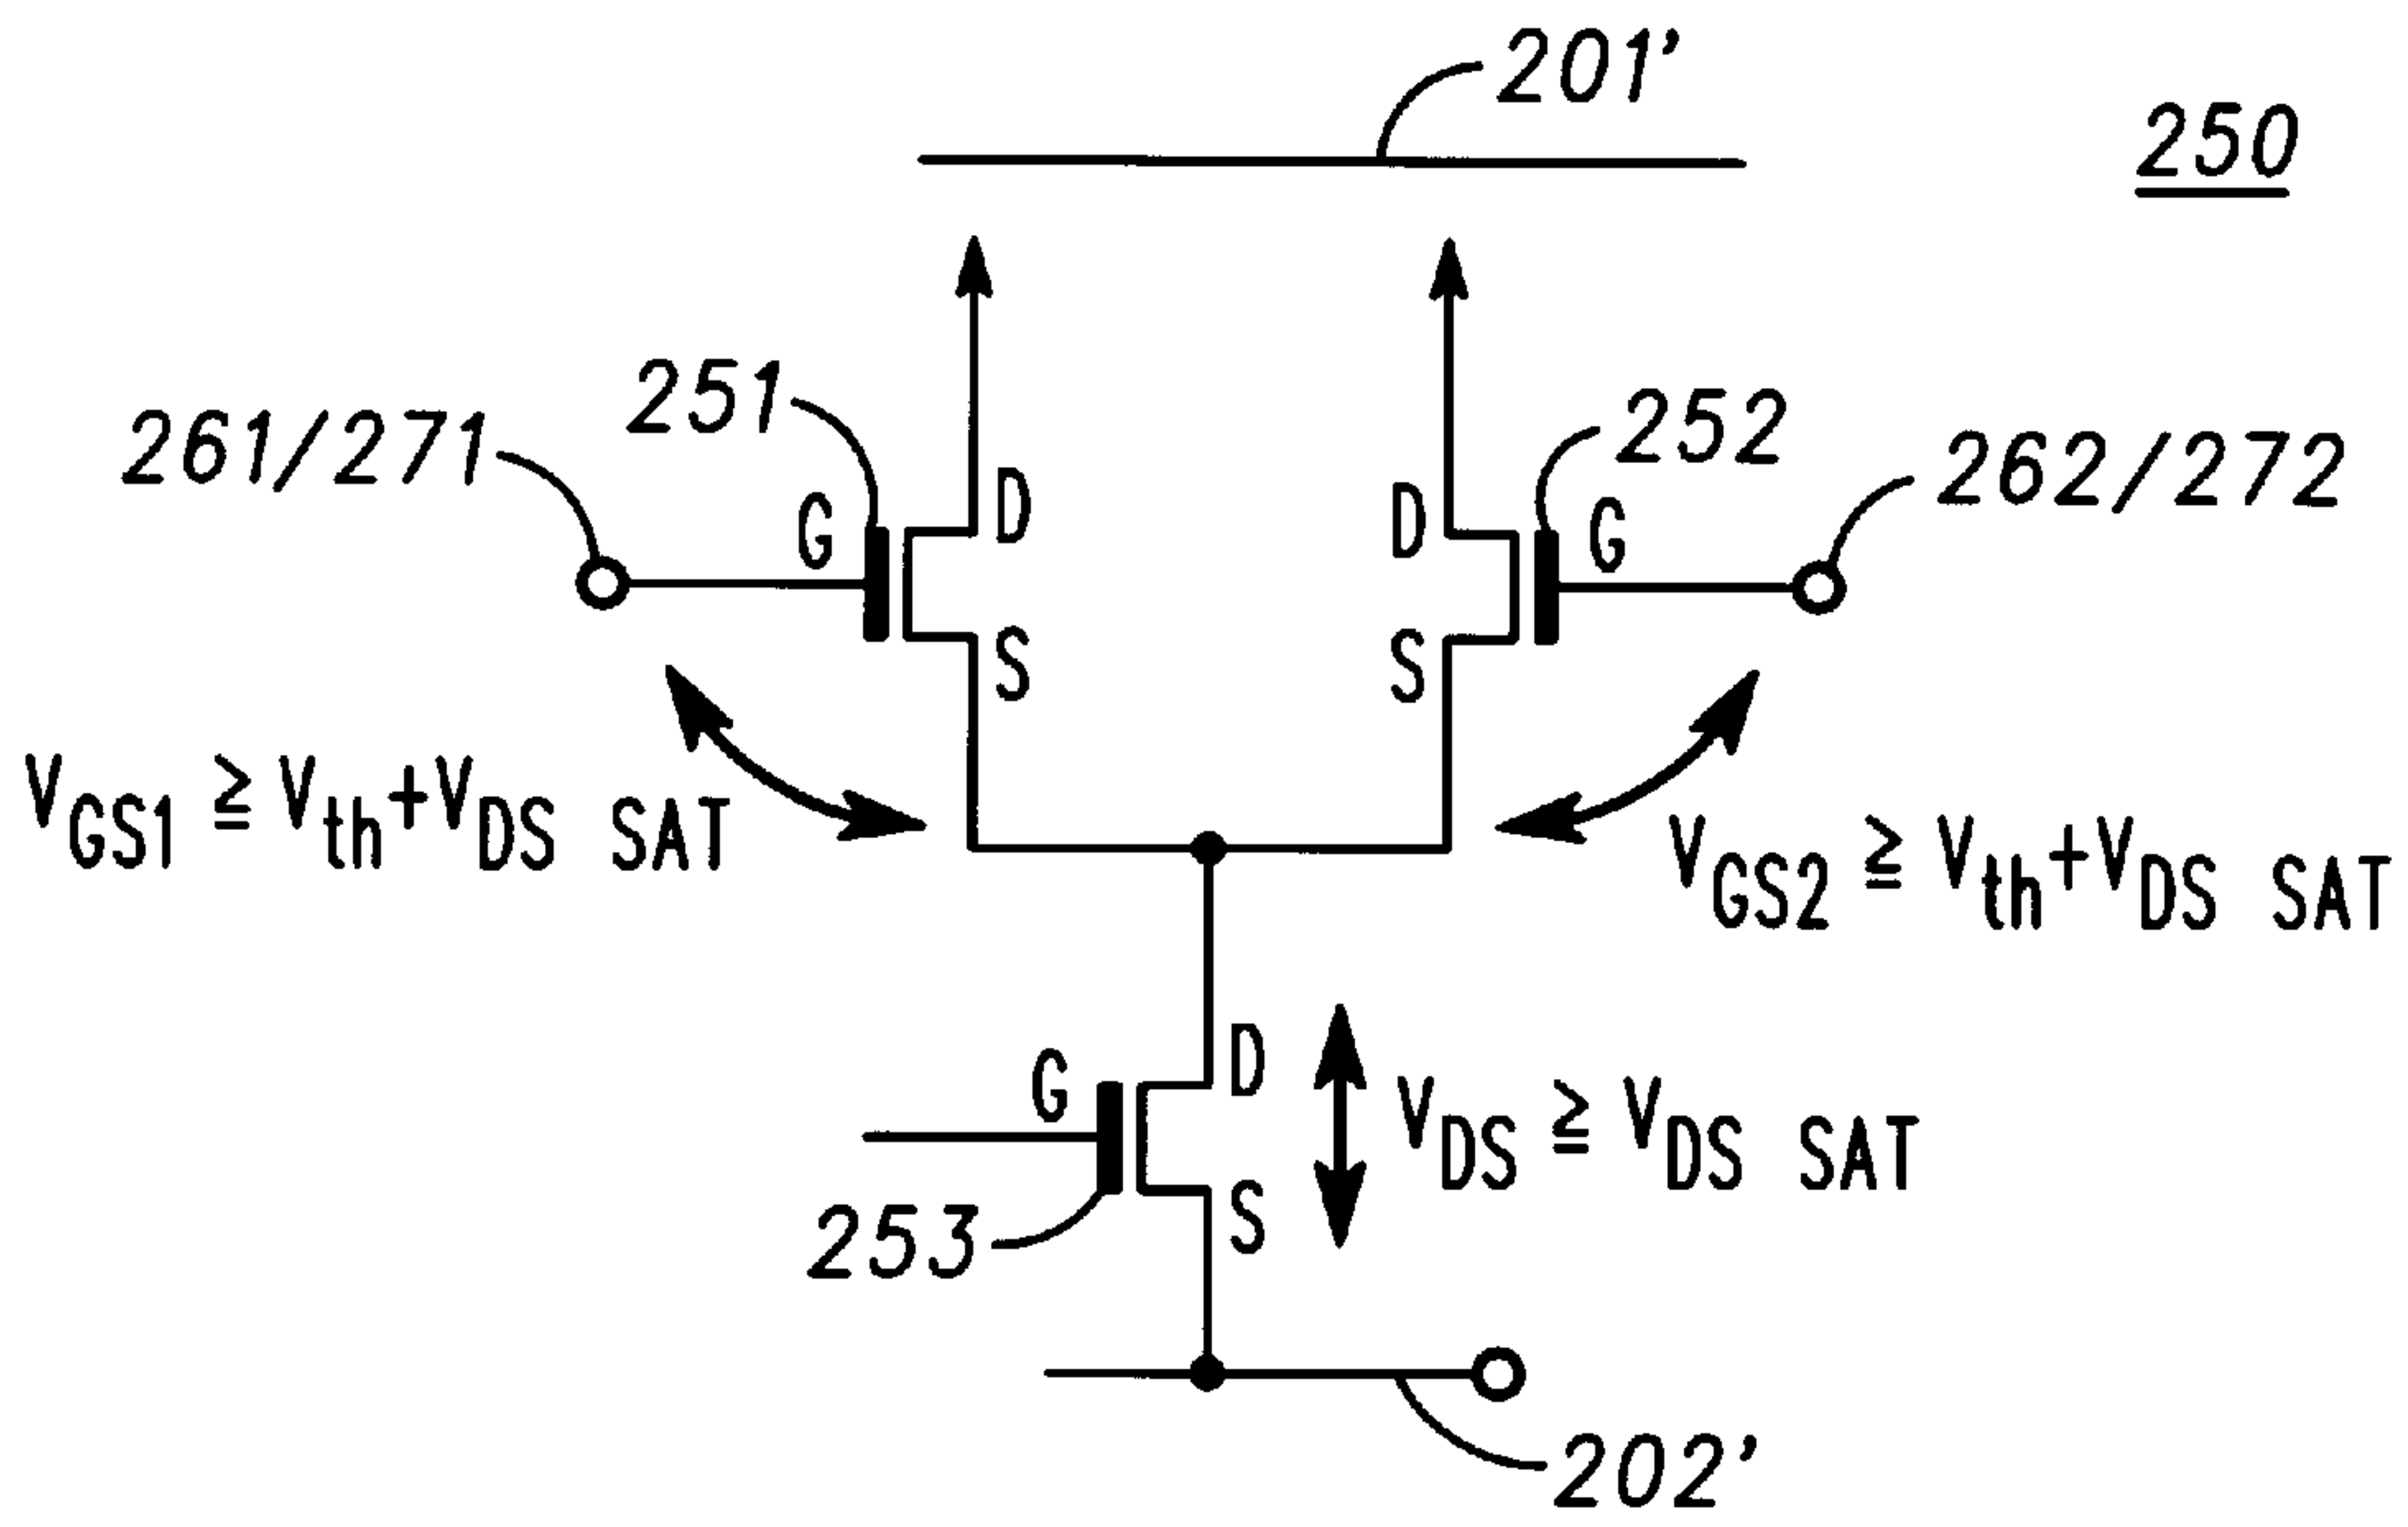 201'
250
251
252
261/271
262/272
G
D
D
G
S
S
VGS1 ≧ Vth+VDS SAT
VGS2 ≧ Vth+VDS SAT
G
D
VDS ≧ VDS SAT
S
253
202'